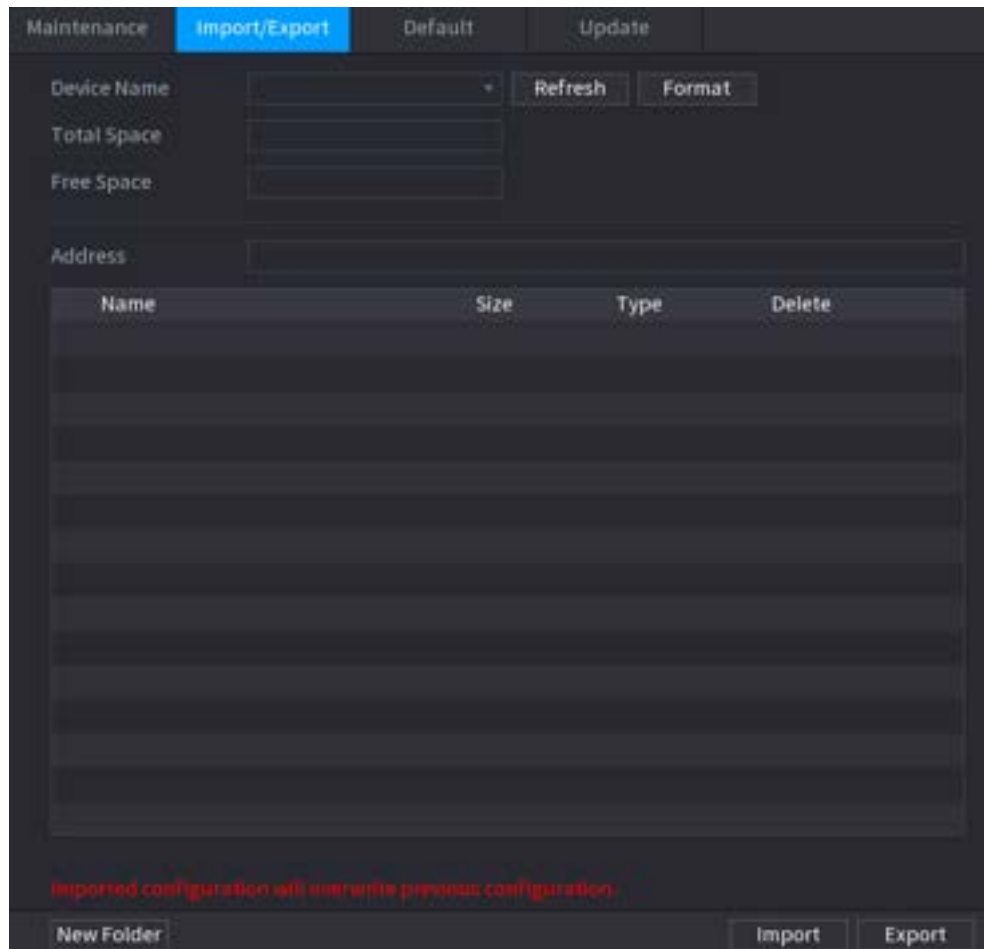 Maintenance Import/Export Default Update
Device Name Refresh Format
Total Space
Free Space
Address
Name Size Type Delete
Imported configuration will overwrite previous configuration.
New Folder Import Export